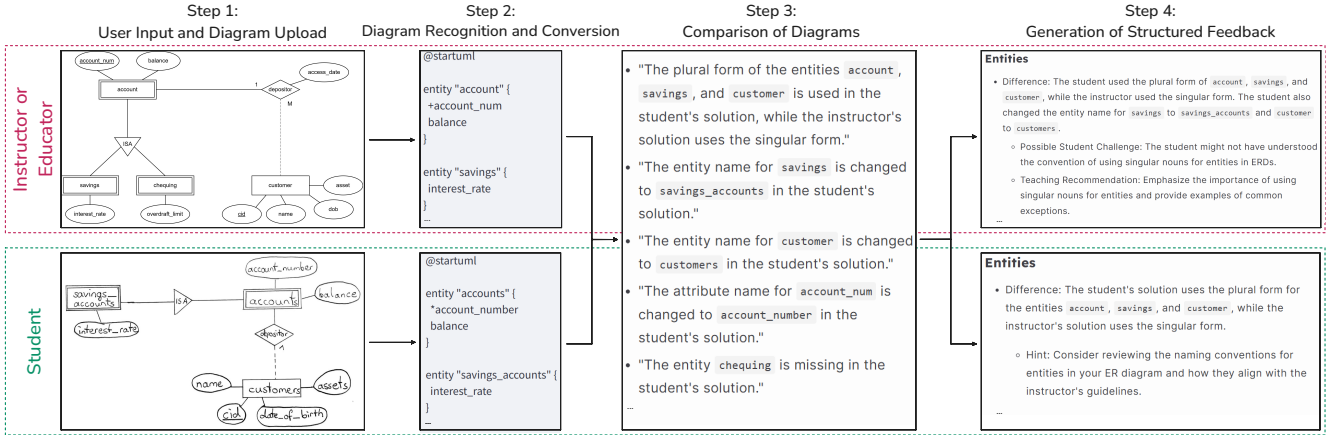 Step 1:
User Input and Diagram Upload
Step 2:
Diagram Recognition and Conversion
Step 3:
Comparison of Diagrams
Step 4:
Generation of Structured Feedback
Instructor or
Educator
account_num
balance
access_date
account
1
depositor
M
ISA
savings
chequing
customer
asset
interest_rate
overdraft_limit
cid
name
dob
@startuml
entity "account" {
+account_num
balance
}
entity "savings" {
interest_rate
}
...
Student
account_number
savings_
accounts
ISA
accounts
balance
interest_rate
depositor
1
name
customers
assets
cid
date_of_birth
@startuml
entity "accounts" {
*account_number
balance
}
entity "savings_accounts" {
interest_rate
}
...
• "The plural form of the entities account,
savings, and customer is used in the
student's solution, while the instructor's
solution uses the singular form."
• "The entity name for savings is changed
to savings_accounts in the student's
solution."
• "The entity name for customer is changed
to customers in the student's solution."
• "The attribute name for account_num is
changed to account_number in the
student's solution."
• "The entity chequing is missing in the
student's solution."
...
Entities
• Difference: The student used the plural form of account, savings, and
customer, while the instructor used the singular form. The student also
changed the entity name for savings to savings_accounts and customer
to customers.
◦ Possible Student Challenge: The student might not have understood
the convention of using singular nouns for entities in ERDs.
◦ Teaching Recommendation: Emphasize the importance of using
singular nouns for entities and provide examples of common
exceptions.
...
Entities
• Difference: The student's solution uses the plural form for
the entities account, savings, and customer, while the
instructor's solution uses the singular form.
◦ Hint: Consider reviewing the naming conventions for
entities in your ER diagram and how they align with the
instructor's guidelines.
...